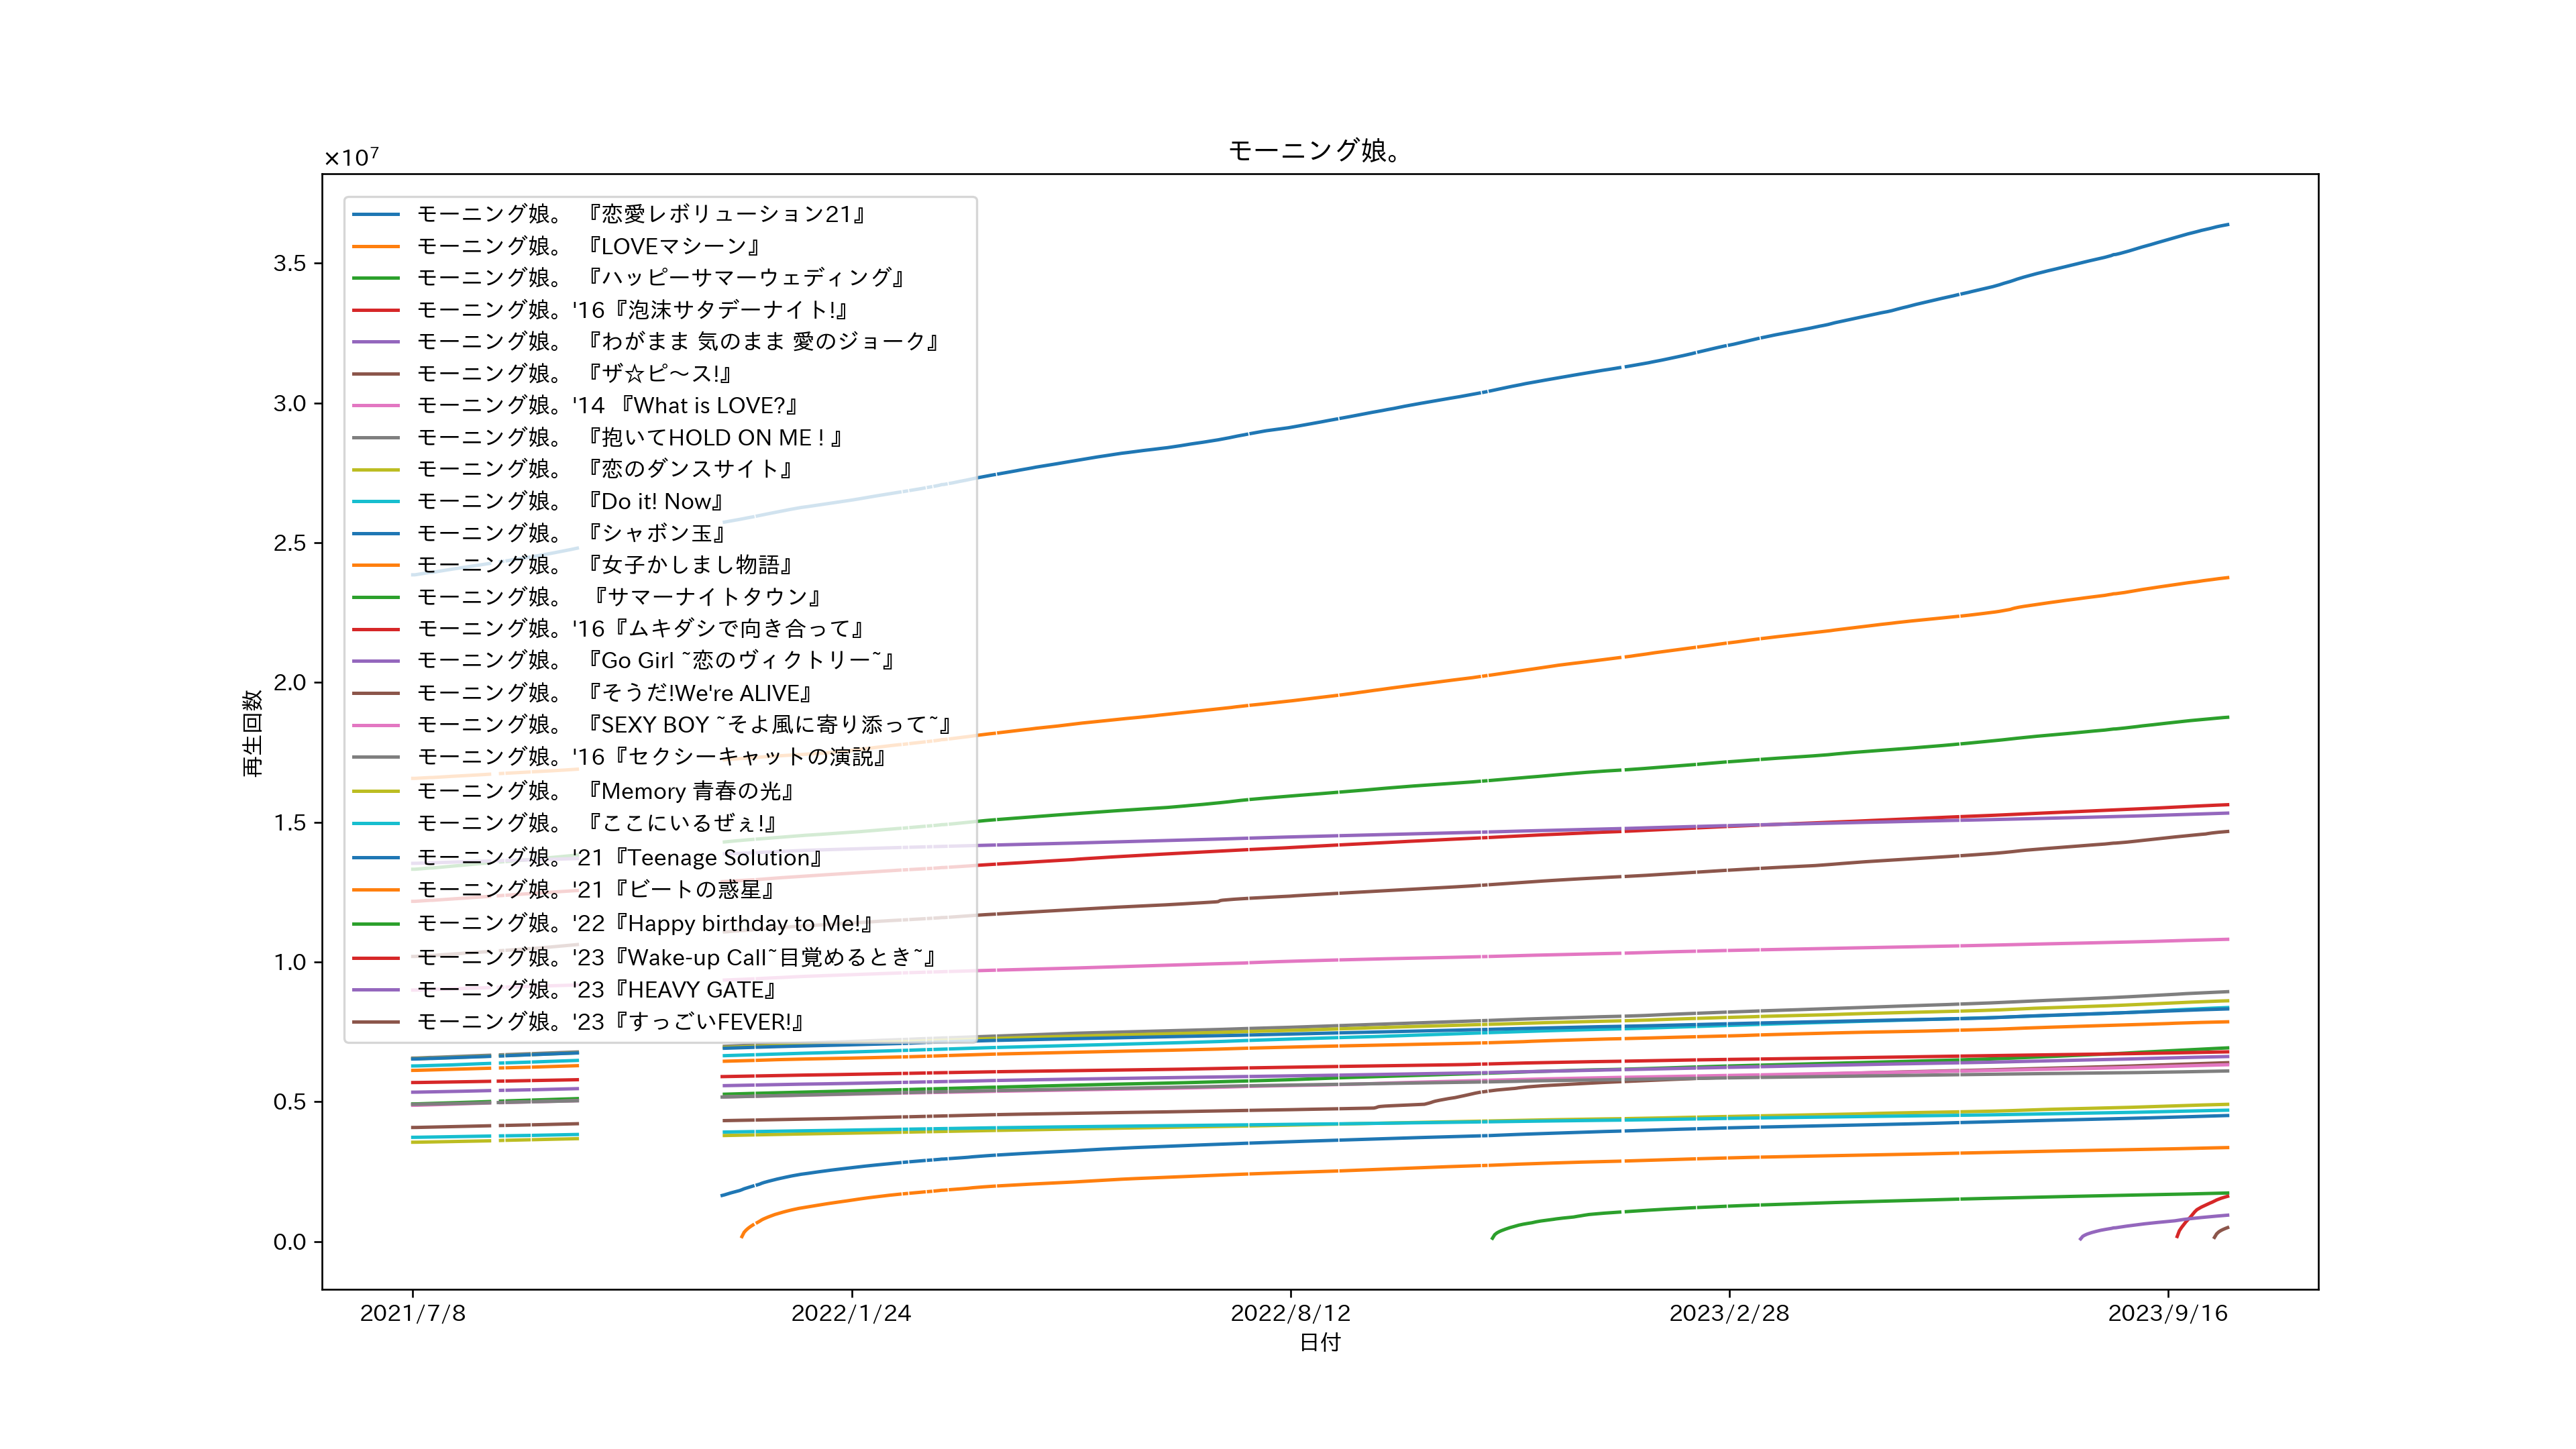 モーニング娘。
×10⁷
モーニング娘。 『恋愛レボリューション21』
モーニング娘。 『LOVEマシーン』
モーニング娘。 『ハッピーサマーウェディング』
モーニング娘。'16『泡沫サタデーナイト!』
モーニング娘。 『わがまま 気のまま 愛のジョーク』
モーニング娘。 『ザ☆ピ〜ス!』
モーニング娘。'14 『What is LOVE?』
モーニング娘。 『抱いてHOLD ON ME ! 』
モーニング娘。 『恋のダンスサイト』
モーニング娘。 『Do it! Now』
モーニング娘。 『シャボン玉』
モーニング娘。 『女子かしまし物語』
モーニング娘。 『サマーナイトタウン』
モーニング娘。'16『ムキダシで向き合って』
モーニング娘。 『Go Girl ~恋のヴィクトリー~』
モーニング娘。 『そうだ!We're ALIVE』
モーニング娘。 『SEXY BOY ~そよ風に寄り添って~』
モーニング娘。'16『セクシーキャットの演説』
モーニング娘。 『Memory 青春の光』
モーニング娘。 『ここにいるぜぇ!』
モーニング娘。'21『Teenage Solution』
モーニング娘。'21『ビートの惑星』
モーニング娘。'22『Happy birthday to Me!』
モーニング娘。'23『Wake-up Call~目覚めるとき~』
モーニング娘。'23『HEAVY GATE』
モーニング娘。'23『すっごいFEVER!』
3.5
3.0
2.5
2.0
1.5
1.0
0.5
0.0
再生回数
2021/7/8
2022/1/24
2022/8/12
2023/2/28
2023/9/16
日付